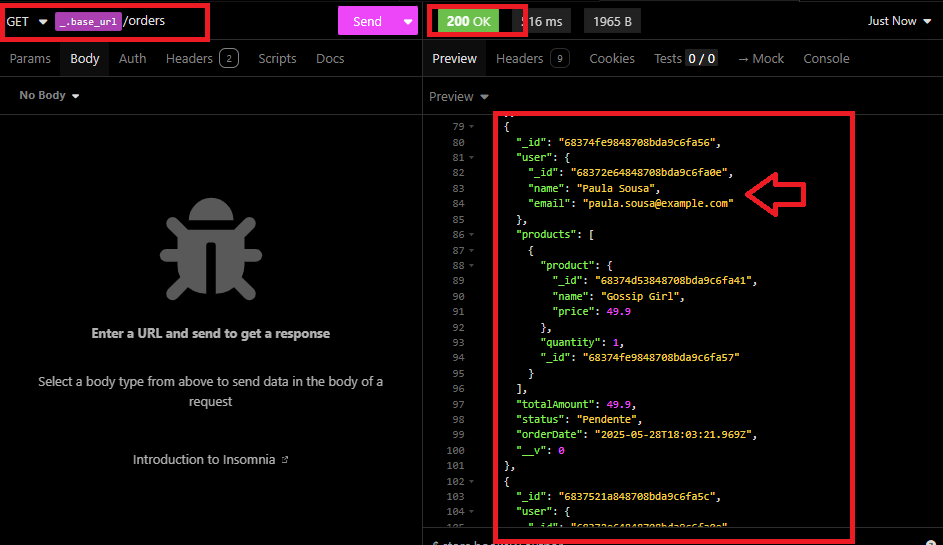 GET _.base_url /orders Send
200 OK 516 ms 1965 B Just Now
Params Body Auth Headers 2 Scripts Docs
Preview Headers 9 Cookies Tests 0 / 0 → Mock Console
No Body
Preview
Enter a URL and send to get a response
Select a body type from above to send data in the body of a
request
Introduction to Insomnia
79 {
80 "_id": "68374fe9848708bda9c6fa56",
81 "user": {
82 "_id": "68372e64848708bda9c6fa0e",
83 "name": "Paula Sousa",
84 "email": "paula.sousa@example.com"
85 },
86 "products": [
87 {
88 "product": {
89 "_id": "68374d53848708bda9c6fa41",
90 "name": "Gossip Girl",
91 "price": 49.9
92 },
93 "quantity": 1,
94 "_id": "68374fe9848708bda9c6fa57"
95 }
96 ],
97 "totalAmount": 49.9,
98 "status": "Pendente",
99 "orderDate": "2025-05-28T18:03:21.969Z",
100 "__v": 0
101 },
102 {
103 "_id": "6837521a848708bda9c6fa5c",
104 "user": {